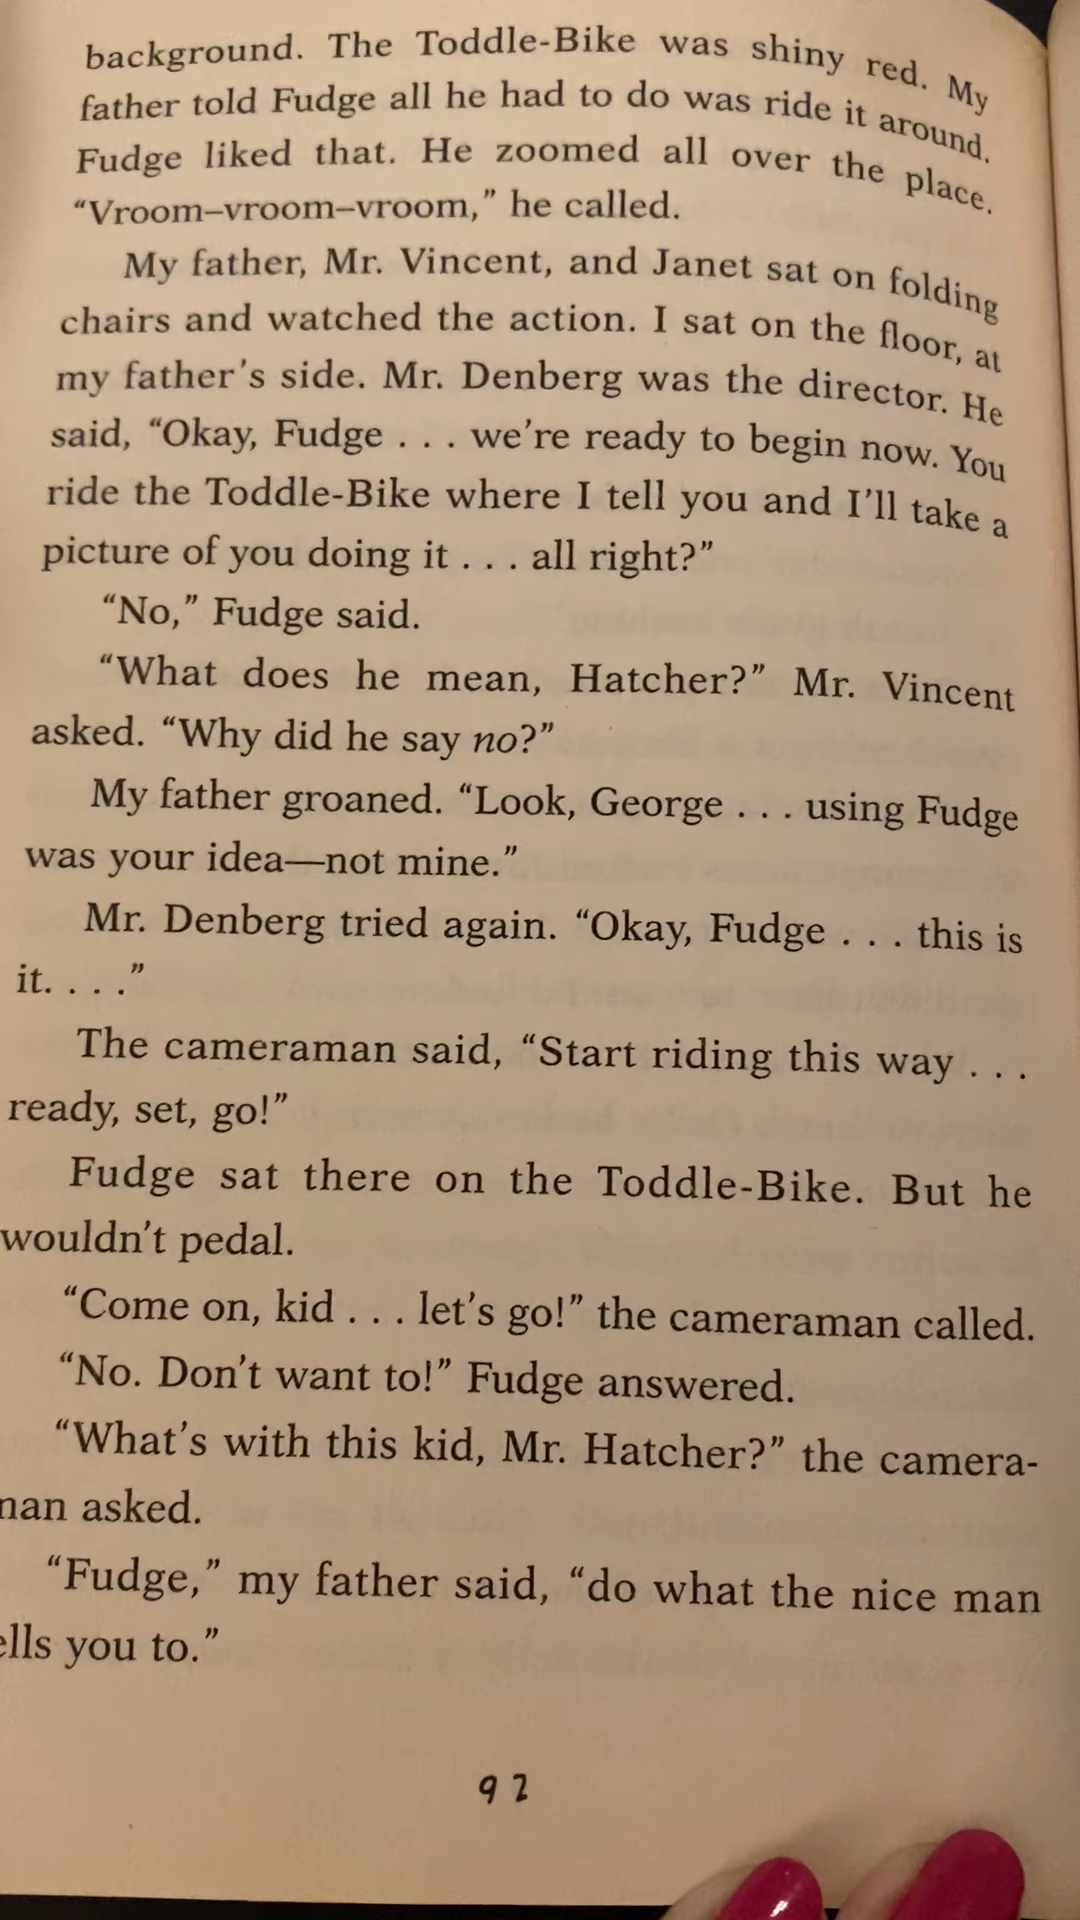 background. The Toddle-Bike was shiny red. My
father told Fudge all he had to do was ride it around.
Fudge liked that. He zoomed all over the place.
“Vroom–vroom–vroom,” he called.
My father, Mr. Vincent, and Janet sat on folding
chairs and watched the action. I sat on the floor, at
my father’s side. Mr. Denberg was the director. He
said, “Okay, Fudge . . . we’re ready to begin now. You
ride the Toddle-Bike where I tell you and I’ll take a
picture of you doing it . . . all right?”
“No,” Fudge said.
“What does he mean, Hatcher?” Mr. Vincent
asked. “Why did he say no?”
My father groaned. “Look, George . . . using Fudge
was your idea—not mine.”
Mr. Denberg tried again. “Okay, Fudge . . . this is
it. . . .”
The cameraman said, “Start riding this way . . .
ready, set, go!”
Fudge sat there on the Toddle-Bike. But he
wouldn’t pedal.
“Come on, kid . . . let’s go!” the cameraman called.
“No. Don’t want to!” Fudge answered.
“What’s with this kid, Mr. Hatcher?” the camera-
man asked.
“Fudge,” my father said, “do what the nice man
ells you to.”
92